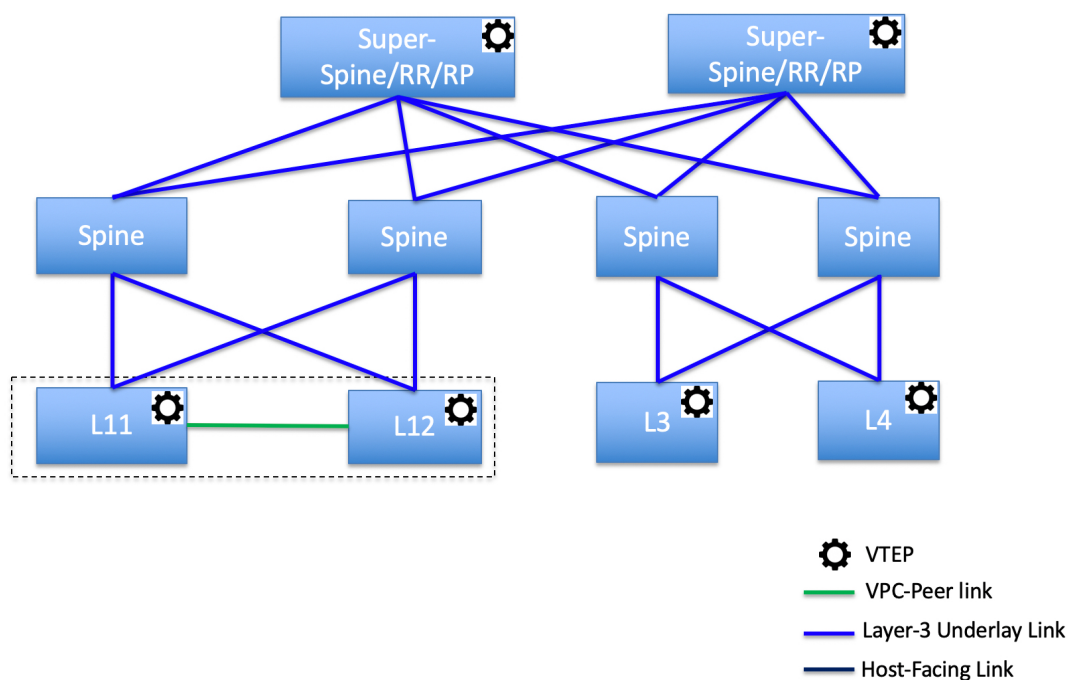 Super-
Spine/RR/RP
Super-
Spine/RR/RP
Spine
Spine
Spine
Spine
L11
L12
L3
L4
VTEP
VPC-Peer link
Layer-3 Underlay Link
Host-Facing Link